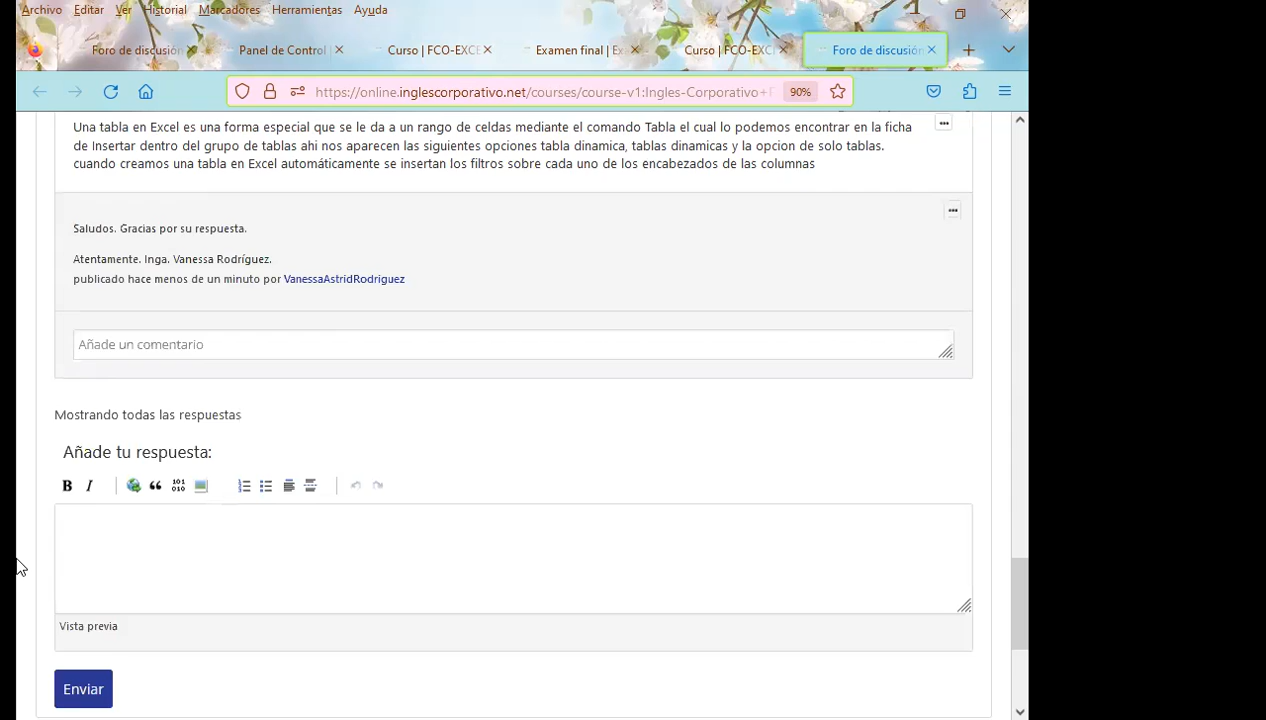 Archivo Editar Ver Historial Marcadores Herramientas Ayuda
Foro de discusión Panel de Control Curso | FCO-EXCE Examen final | Exa Curso | FCO-EXC Foro de discusión
https://online.inglescorporativo.net/courses/course-v1:Ingles-Corporativo+ 90%
Una tabla en Excel es una forma especial que se le da a un rango de celdas mediante el comando Tabla el cual lo podemos encontrar en la ficha
de Insertar dentro del grupo de tablas ahi nos aparecen las siguientes opciones tabla dinamica, tablas dinamicas y la opcion de solo tablas.
cuando creamos una tabla en Excel automáticamente se insertan los filtros sobre cada uno de los encabezados de las columnas
Saludos. Gracias por su respuesta.
Atentamente. Inga. Vanessa Rodríguez.
publicado hace menos de un minuto por VanessaAstridRodriguez
Añade un comentario
Mostrando todas las respuestas
Añade tu respuesta:
B I
Vista previa
Enviar